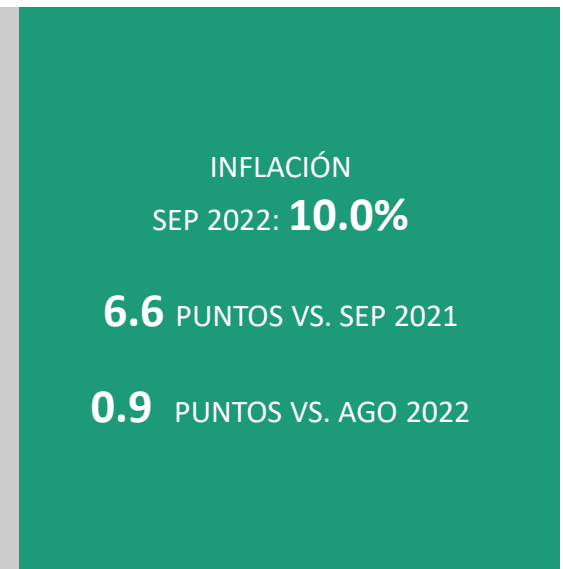 INFLACIÓN
SEP 2022: 10.0%
6.6 PUNTOS VS. SEP 2021
0.9 PUNTOS VS. AGO 2022